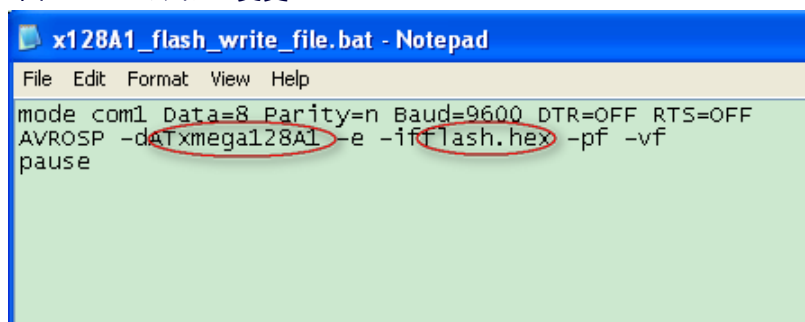 x128A1_flash_write_file.bat - Notepad
File Edit Format View Help
mode com1 Data=8 Parity=n Baud=9600 DTR=OFF RTS=OFF
AVROSP -dATxmega128A1 -e -ifflash.hex -pf -vf
pause